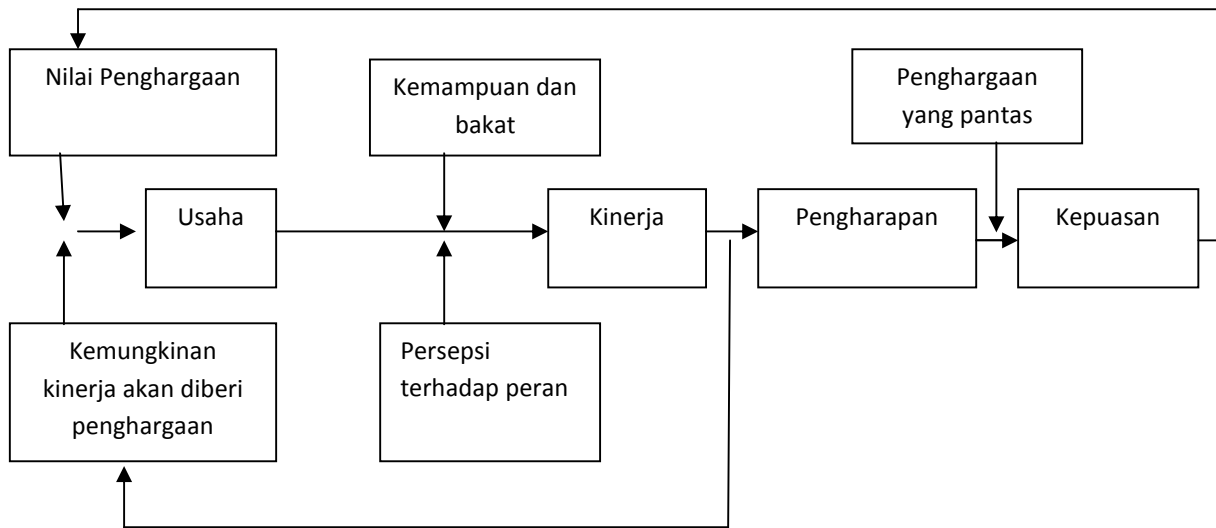 Nilai Penghargaan
Kemampuan dan
bakat
Penghargaan
yang pantas
Usaha
Kinerja
Pengharapan
Kepuasan
Kemungkinan
kinerja akan diberi
penghargaan
Persepsi
terhadap peran